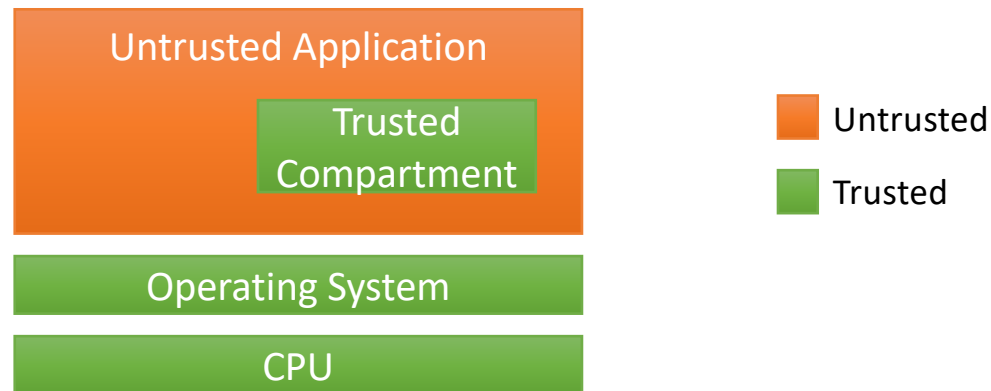 Untrusted Application
Trusted
Compartment
Operating System
CPU
Untrusted
Trusted